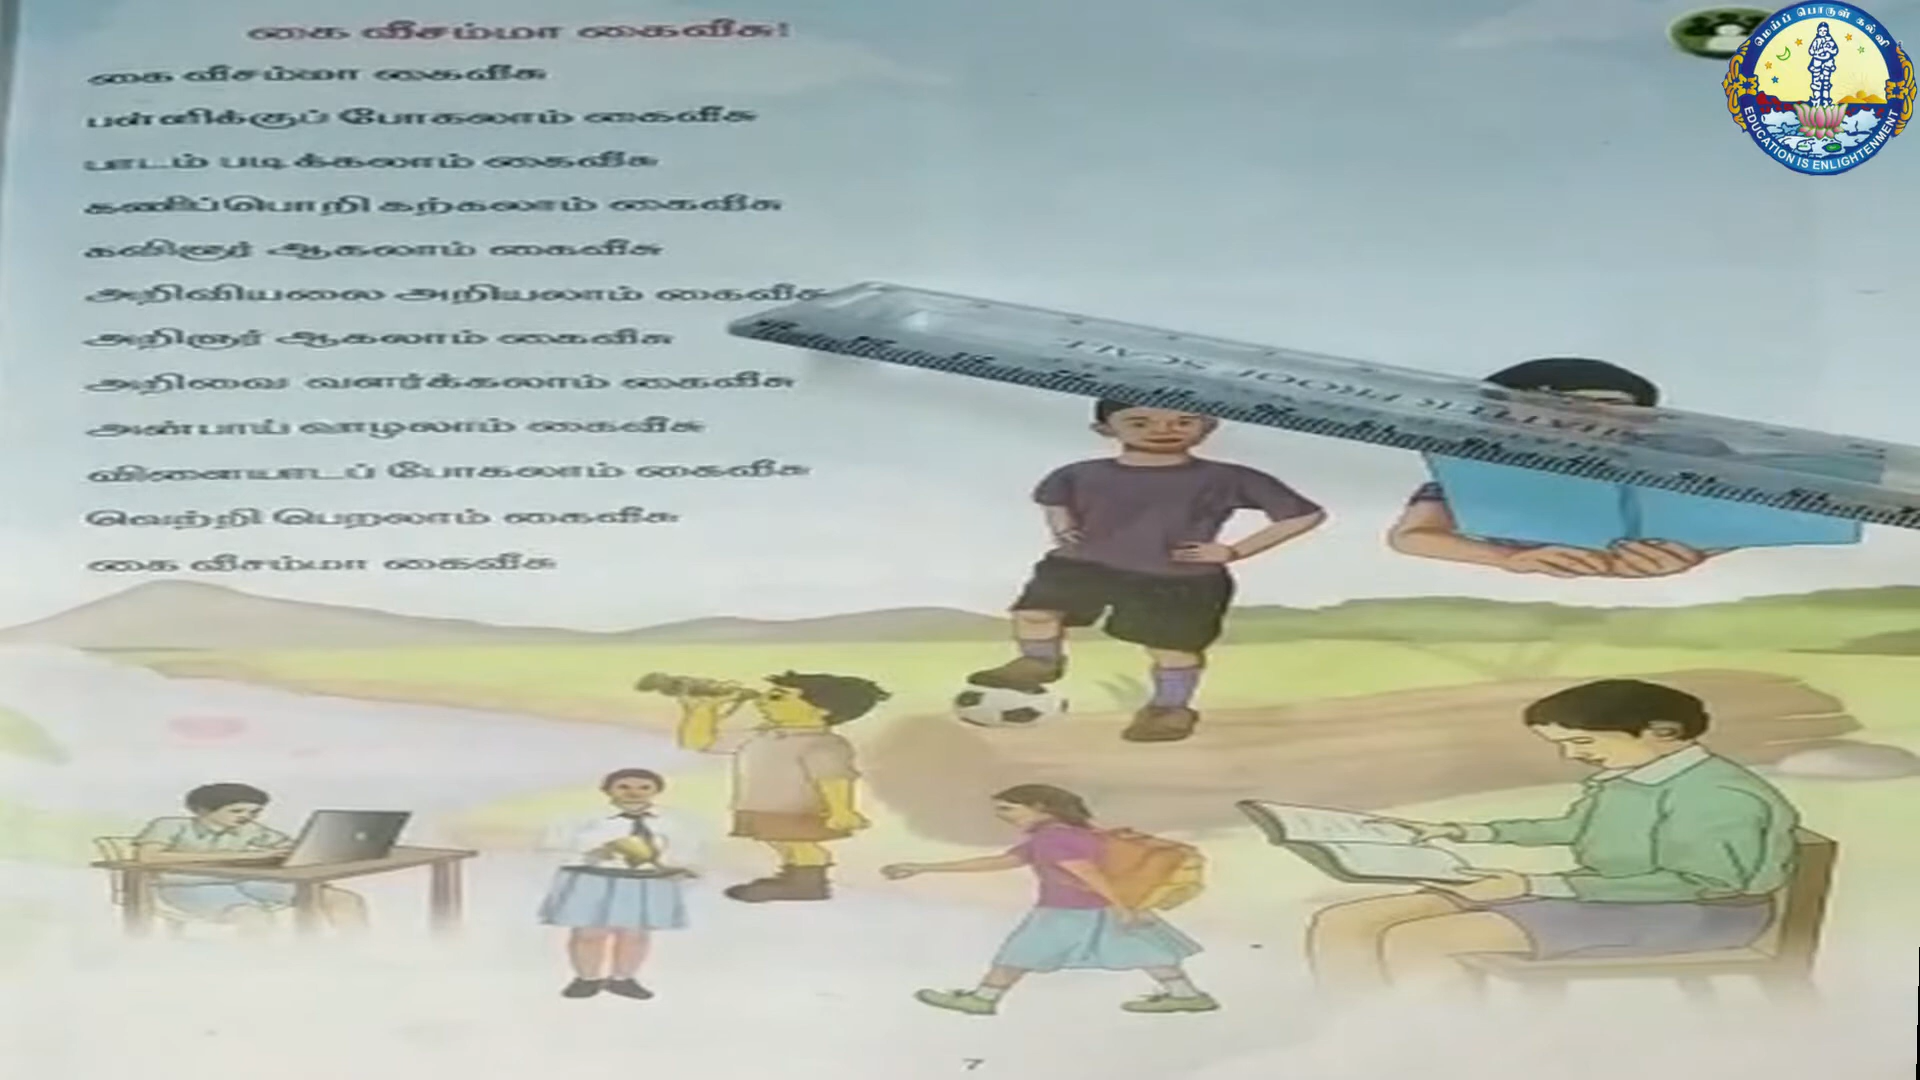 கை வீசம்மா கைவீசு!
கை வீசம்மா கைவீசு
பள்ளிக்குப் போகலாம் கைவீசு
பாடம் படிக்கலாம் கைவீசு
கணிப்பொறி கற்கலாம் கைவீசு
கவிஞர் ஆகலாம் கைவீசு
அறிவியலை அறியலாம் கைவீசு
அறிஞர் ஆகலாம் கைவீசு
அறிவை வளர்க்கலாம் கைவீசு
அன்பாய் வாழலாம் கைவீசு
விளையாடப் போகலாம் கைவீசு
வெற்றி பெறலாம் கைவீசு
கை வீசம்மா கைவீசு
7
மெய்ப் பொருள் கல்வி
EDUCATION IS ENLIGHTENMENT